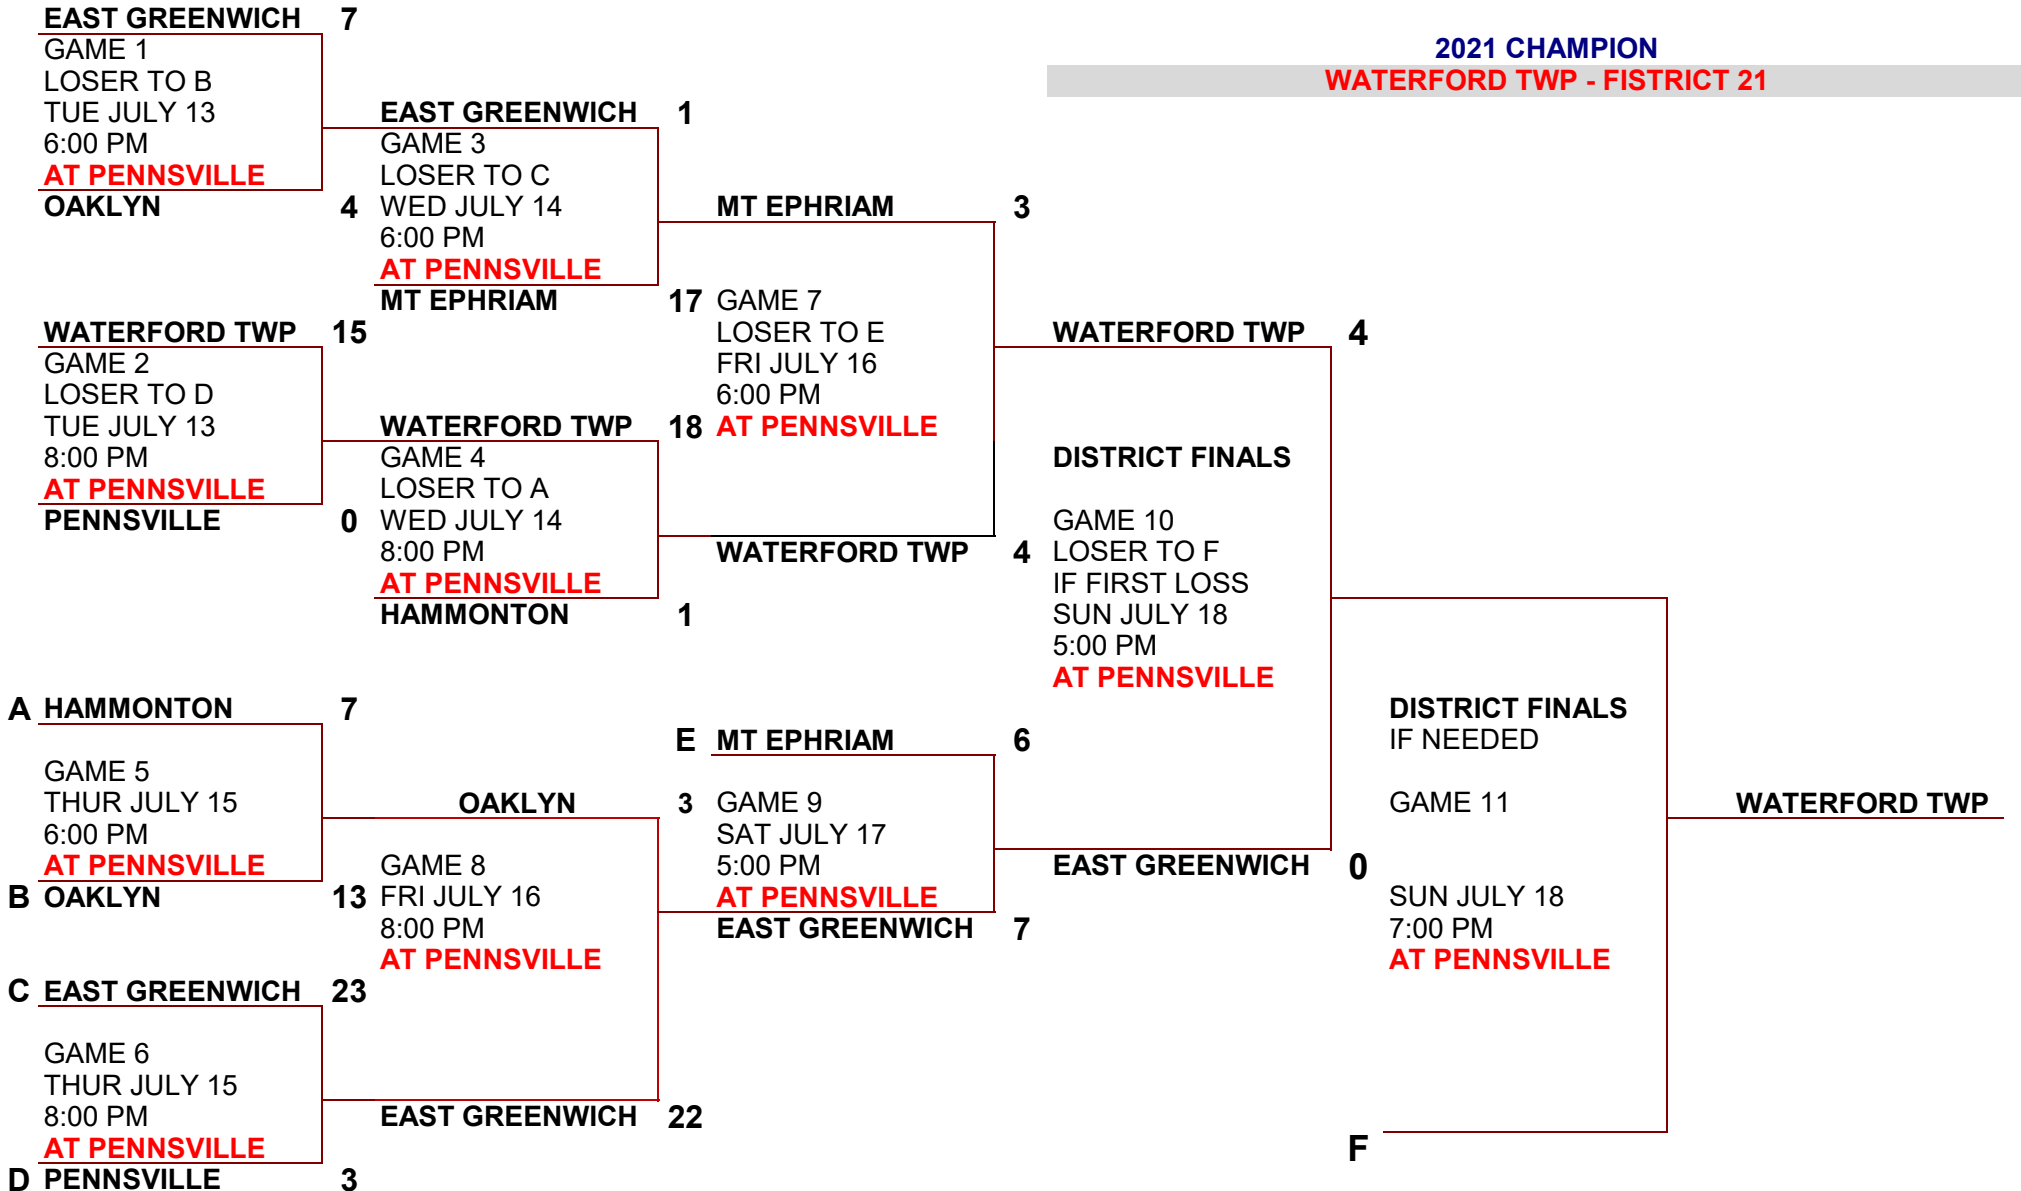 2021 CHAMPION
WATERFORD TWP - FISTRICT 21
EAST GREENWICH 7
GAME 1
LOSER TO B
TUE JULY 13
6:00 PM
AT PENNSVILLE
OAKLYN 4
WATERFORD TWP 15
GAME 2
LOSER TO D
TUE JULY 13
8:00 PM
AT PENNSVILLE
PENNSVILLE 0
EAST GREENWICH 1
GAME 3
LOSER TO C
WED JULY 14
6:00 PM
AT PENNSVILLE
MT EPHRIAM 17
WATERFORD TWP 18
GAME 4
LOSER TO A
WED JULY 14
8:00 PM
AT PENNSVILLE
HAMMONTON 1
MT EPHRIAM 3
GAME 7
LOSER TO E
FRI JULY 16
6:00 PM
AT PENNSVILLE
WATERFORD TWP 4
WATERFORD TWP 4
DISTRICT FINALS
GAME 10
LOSER TO F
IF FIRST LOSS
SUN JULY 18
5:00 PM
AT PENNSVILLE
EAST GREENWICH 0
A HAMMONTON 7
GAME 5
THUR JULY 15
6:00 PM
AT PENNSVILLE
B OAKLYN 13
C EAST GREENWICH 23
GAME 6
THUR JULY 15
8:00 PM
AT PENNSVILLE
D PENNSVILLE 3
OAKLYN 3
GAME 8
FRI JULY 16
8:00 PM
AT PENNSVILLE
EAST GREENWICH 22
E MT EPHRIAM 6
GAME 9
SAT JULY 17
5:00 PM
AT PENNSVILLE
EAST GREENWICH 7
DISTRICT FINALS
IF NEEDED
GAME 11
SUN JULY 18
7:00 PM
AT PENNSVILLE
F
WATERFORD TWP